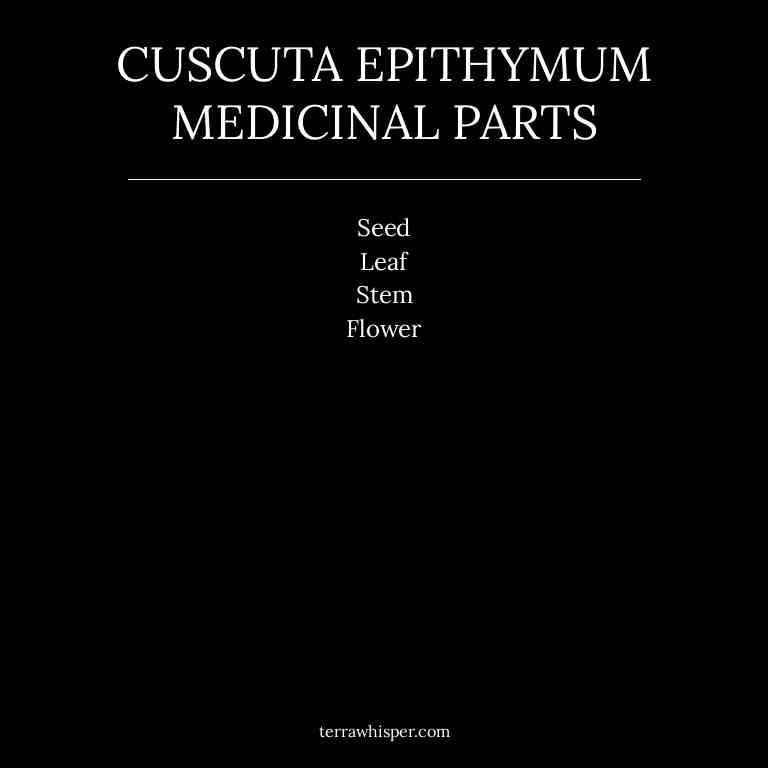 CUSCUTA EPITHYMUM
MEDICINAL PARTS
Seed
Leaf
Stem
Flower
terrawhisper.com